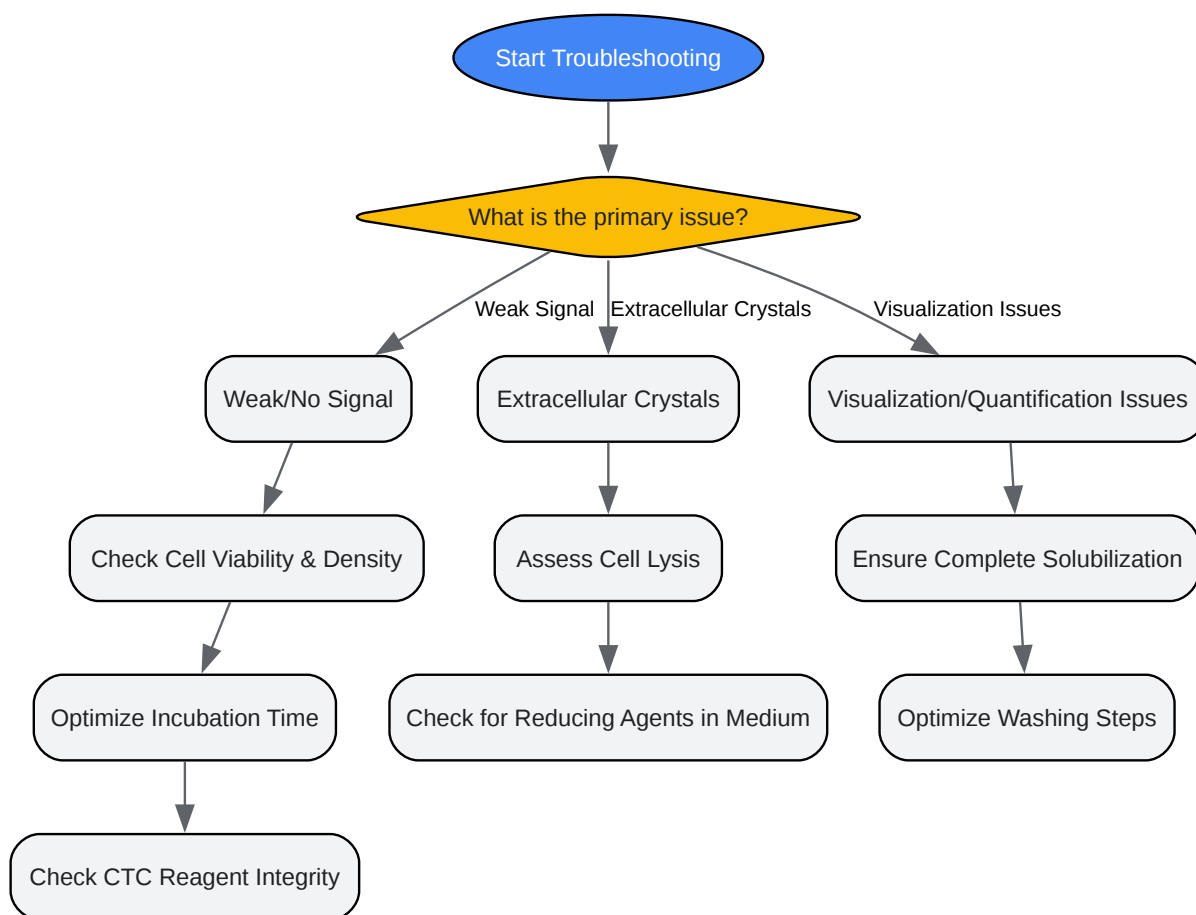 Start Troubleshooting
What is the primary issue?
Weak Signal
Extracellular Crystals
Visualization Issues
Weak/No Signal
Extracellular Crystals
Visualization/Quantification Issues
Check Cell Viability & Density
Assess Cell Lysis
Ensure Complete Solubilization
Optimize Incubation Time
Check for Reducing Agents in Medium
Optimize Washing Steps
Check CTC Reagent Integrity